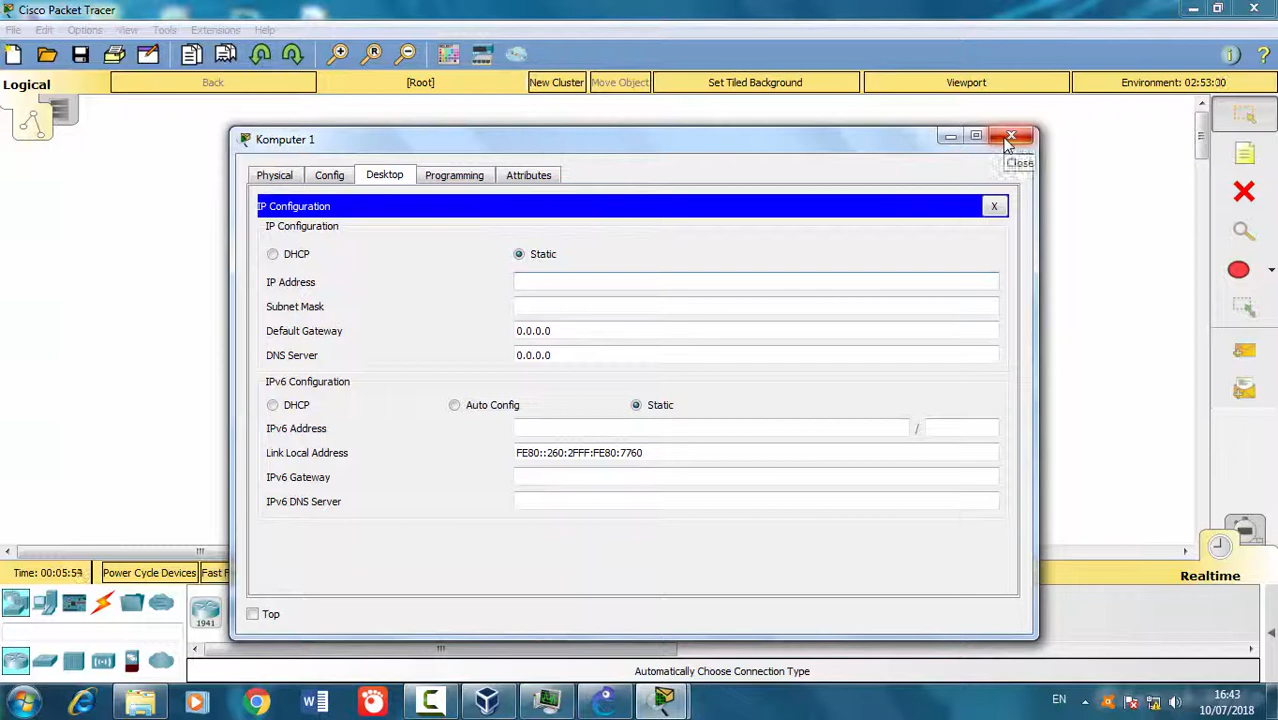 Cisco Packet Tracer
File Edit Options View Tools Extensions Help
Logical
Back
[Root]
New Cluster
Move Object
Set Tiled Background
Viewport
Environment: 02:53:00
Komputer 1
Close
Physical
Config
Desktop
Programming
Attributes
IP Configuration
X
IP Configuration
DHCP
Static
IP Address
Subnet Mask
Default Gateway
0.0.0.0
DNS Server
0.0.0.0
IPv6 Configuration
DHCP
Auto Config
Static
IPv6 Address
/
Link Local Address
FE80::260:2FFF:FE80:7760
IPv6 Gateway
IPv6 DNS Server
Top
Time: 00:05:54
Power Cycle Devices
Fast F
Realtime
1941
Automatically Choose Connection Type
EN
16:43
10/07/2018